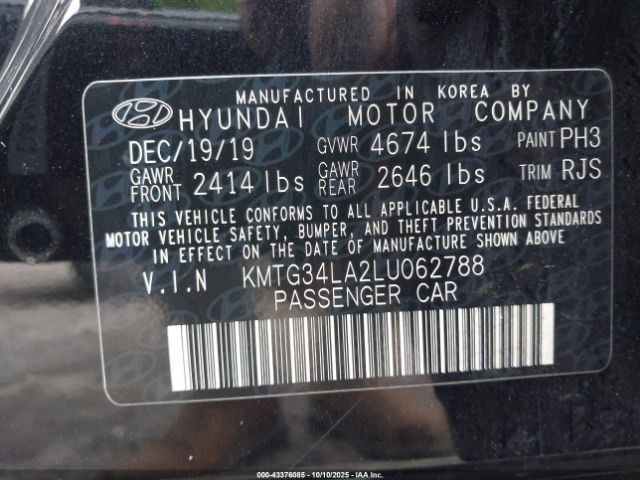 MANUFACTURED IN KOREA BY
HYUNDAI MOTOR COMPANY
DEC/19/19 GVWR 4674 lbs PAINT PH3
GAWR FRONT 2414 lbs GAWR REAR 2646 lbs TRIM RJS
THIS VEHICLE CONFORMS TO ALL APPLICABLE U.S.A. FEDERAL
MOTOR VEHICLE SAFETY, BUMPER, AND THEFT PREVENTION STANDARDS
IN EFFECT ON THE DATE OF MANUFACTURE SHOWN ABOVE
V.I.N KMTG34LA2LU062788
PASSENGER CAR
000-43376085 - 10/10/2025 - IAA Inc.